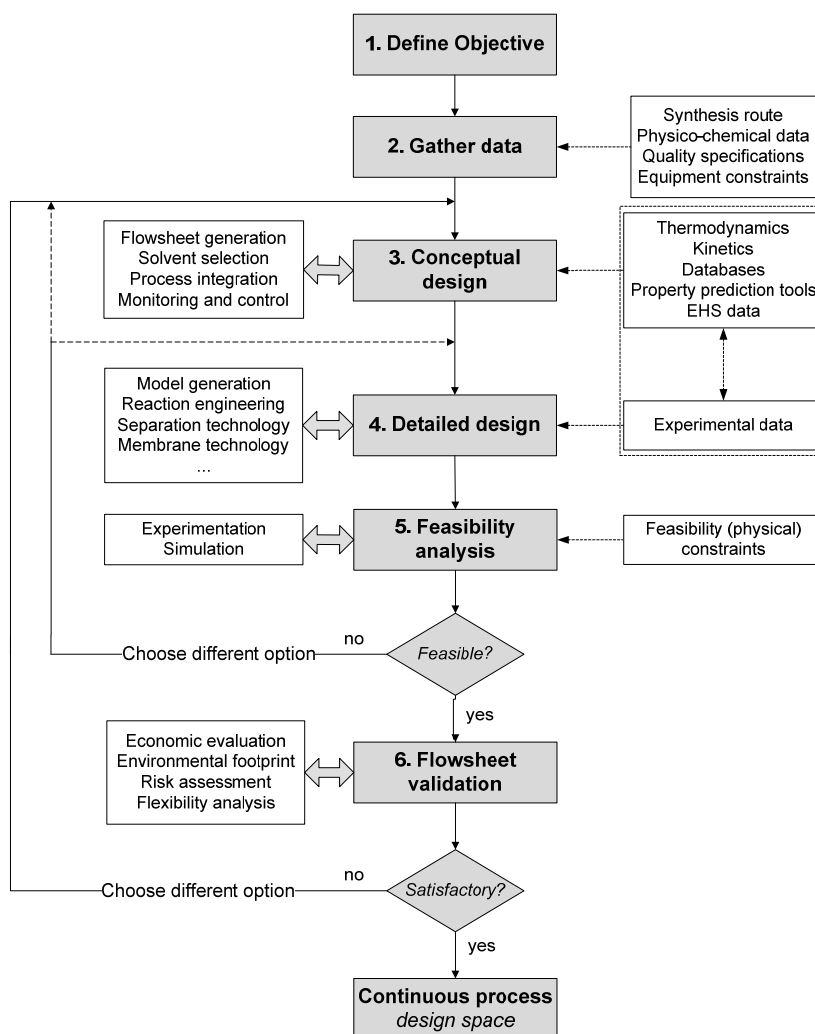 1. Define Objective
2. Gather data
Synthesis route
Physico-chemical data
Quality specifications
Equipment constraints
Flowsheet generation
Solvent selection
Process integration
Monitoring and control
3. Conceptual
design
Thermodynamics
Kinetics
Databases
Property prediction tools
EHS data
Model generation
Reaction engineering
Separation technology
Membrane technology
...
4. Detailed design
Experimental data
Experimentation
Simulation
5. Feasibility
analysis
Feasibility (physical)
constraints
Choose different option
no
Feasible?
yes
Economic evaluation
Environmental footprint
Risk assessment
Flexibility analysis
6. Flowsheet
validation
Choose different option
no
Satisfactory?
yes
Continuous process
design space